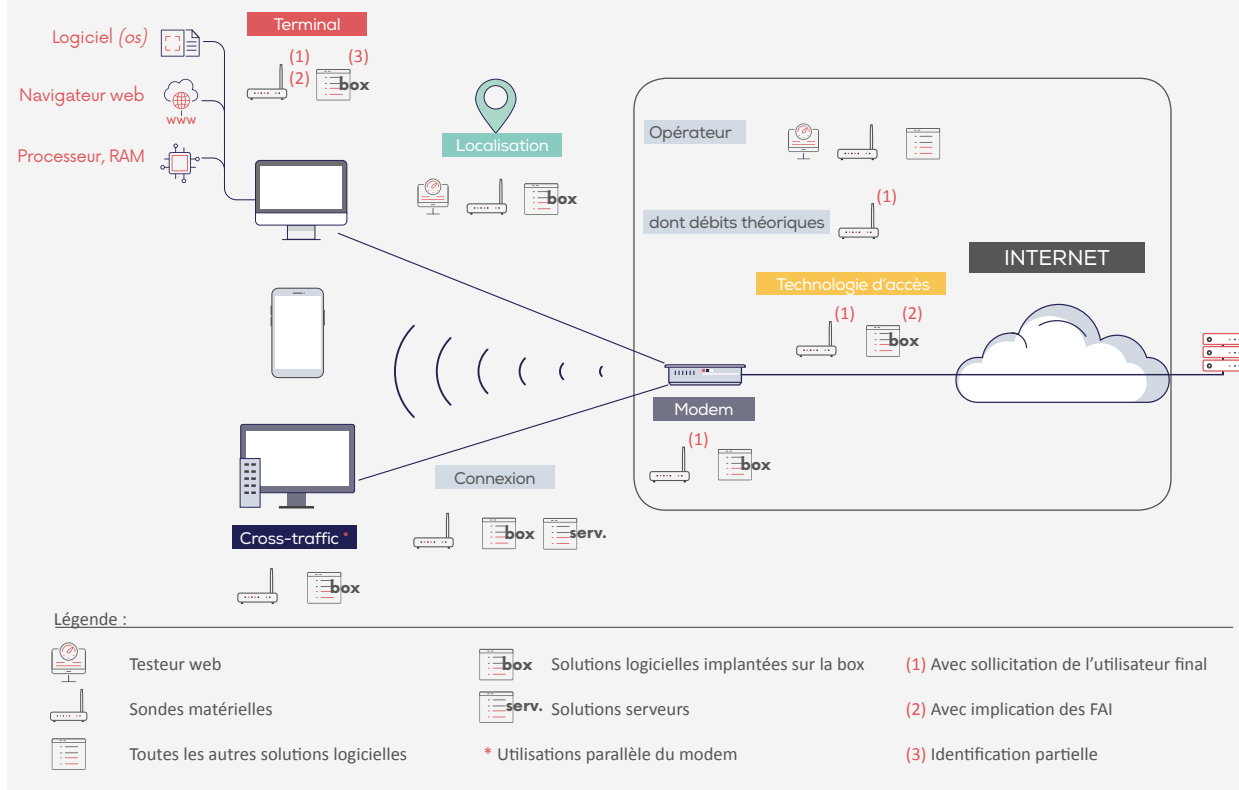 Logiciel (os)
Navigateur web
www
Processeur, RAM
Terminal
(1)
(2)
(3)
box
Localisation
box
Opérateur
dont débits théoriques
(1)
INTERNET
Technologie d'accès
(1)
(2)
box
Modem
(1)
box
Connexion
box
serv.
Cross-traffic *
box
Légende :
Testeur web
Sondes matérielles
Toutes les autres solutions logicielles
box Solutions logicielles implantées sur la box
serv. Solutions serveurs
* Utilisations parallèle du modem
(1) Avec sollicitation de l'utilisateur final
(2) Avec implication des FAI
(3) Identification partielle